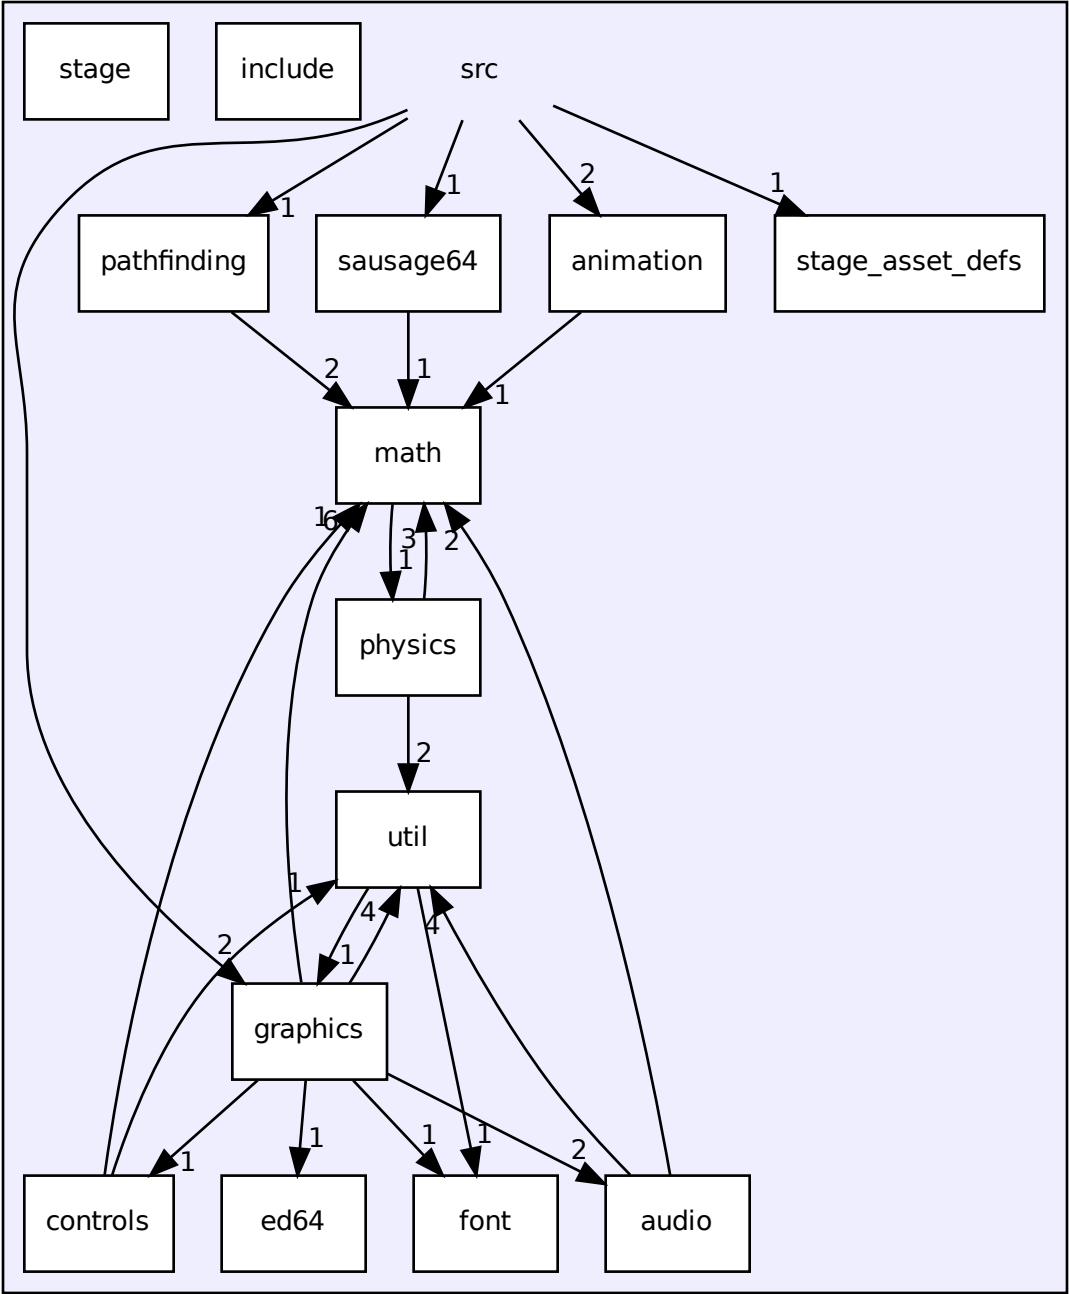 stage
include
src
2
1
1
1
pathfinding
sausage64
animation
stage_asset_defs
2
1
1
math
1
6
3
2
1
physics
2
util
1
4
4
2
1
graphics
1
1
1
2
1
1
controls
ed64
font
audio